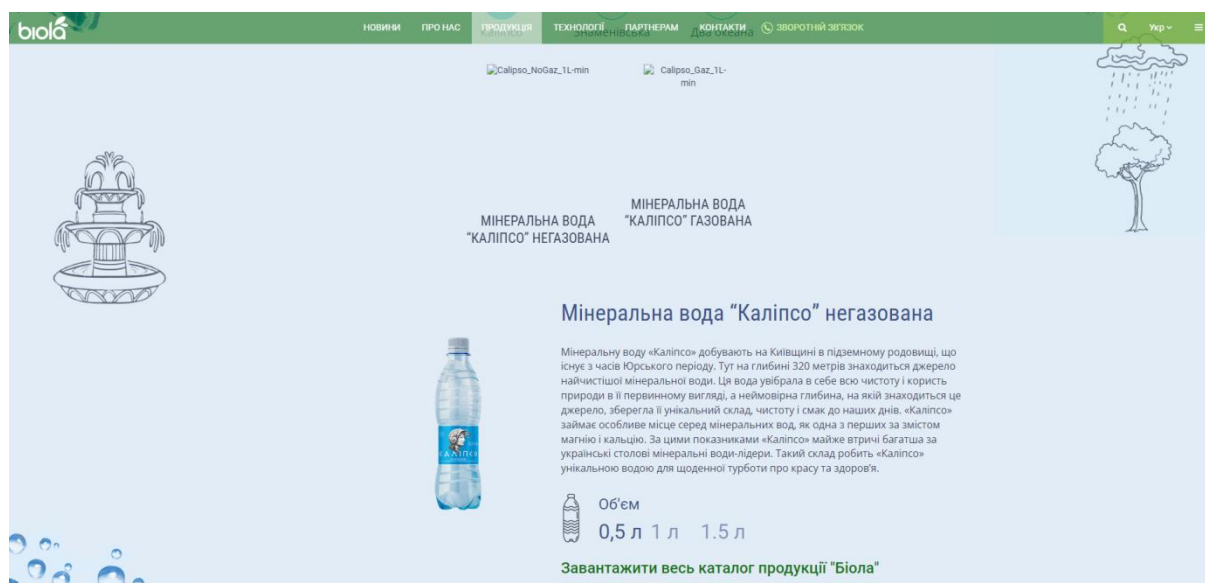 biola
НОВИНИ ПРО НАС ПРОДУКЦІЯ ТЕХНОЛОГІЇ ПАРТНЕРАМ КОНТАКТИ ЗВОРОТНІЙ ЗВ'ЯЗОК Укр
Каліпсо Знаменівська Два океана
Calipso_NoGaz_1L-min
Calipso_Gaz_1L-
min
МІНЕРАЛЬНА ВОДА
"КАЛІПСО" НЕГАЗОВАНА
МІНЕРАЛЬНА ВОДА
"КАЛІПСО" ГАЗОВАНА
Мінеральна вода “Каліпсо” негазована
Мінеральну воду «Каліпсо» добувають на Київщині в підземному родовищі, що
існує з часів Юрського періоду. Тут на глибині 320 метрів знаходиться джерело
найчистішої мінеральної води. Ця вода увібрала в себе всю чистоту і користь
природи в її первинному вигляді, а неймовірна глибина, на якій знаходиться це
джерело, зберегла її унікальний склад, чистоту і смак до наших днів. «Каліпсо»
займає особливе місце серед мінеральних вод, як одна з перших за змістом
магнію і кальцію. За цими показниками «Каліпсо» майже втричі багатша за
українські столові мінеральні води-лідери. Такий склад робить «Каліпсо»
унікальною водою для щоденної турботи про красу та здоров’я.
КАЛІПСО
Об'єм
0,5 л 1 л 1.5 л
Завантажити весь каталог продукції "Біола"